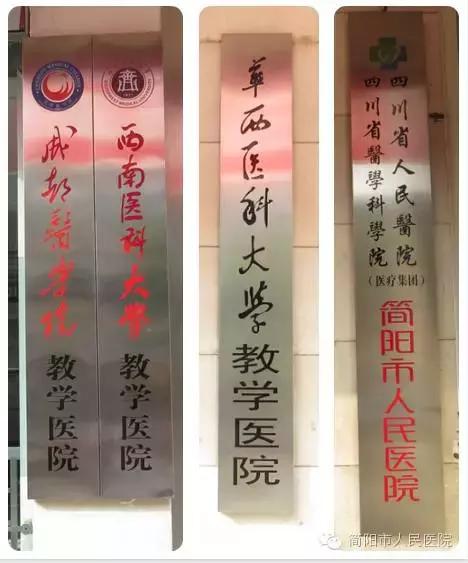 成都醫學院
教学医院
西南医科大學
教学医院
華西医科大学
教学医院
四川省人民醫院
四川省醫學科學院
(医疗集团)
简阳市人民医院
简阳市人民医院